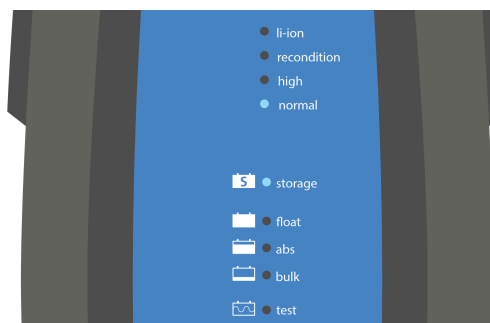 li-ion
recondition
high
normal
S storage
float
abs
bulk
test